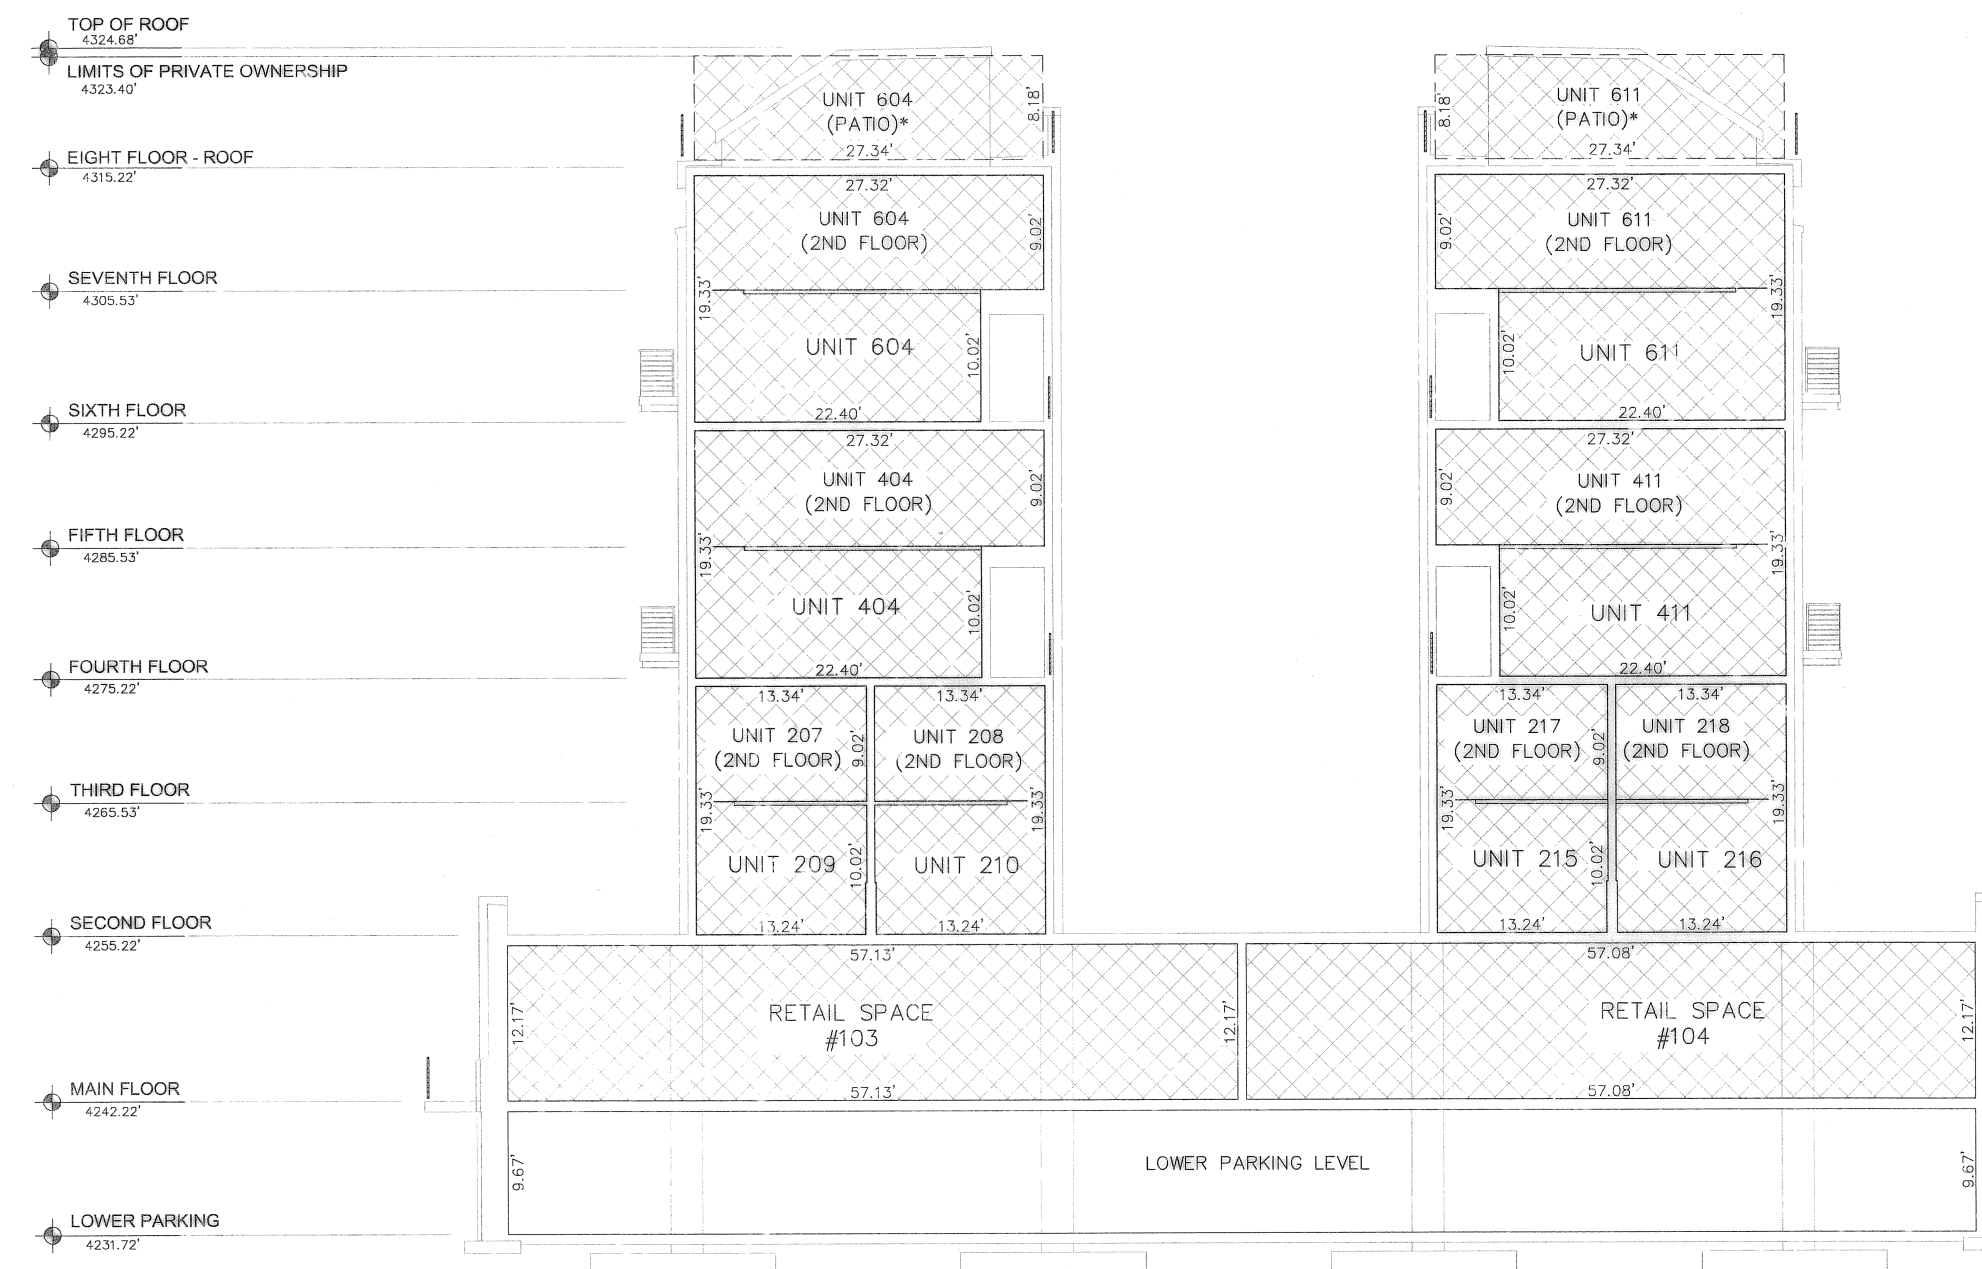 TOP OF ROOF
4324.68'
LIMITS OF PRIVATE OWNERSHIP
4323.40'
EIGHT FLOOR - ROOF
4315.22'
SEVENTH FLOOR
4305.53'
SIXTH FLOOR
4295.22'
FIFTH FLOOR
4285.53'
FOURTH FLOOR
4275.22'
THIRD FLOOR
4265.53'
SECOND FLOOR
4255.22'
MAIN FLOOR
4242.22'
LOWER PARKING
4231.72'
UNIT 604
(PATIO)*
8.18'
27.34'
27.32'
UNIT 604
(2ND FLOOR)
9.02'
19.33'
UNIT 604
10.02'
22.40'
27.32'
UNIT 404
(2ND FLOOR)
9.02'
19.33'
UNIT 404
10.02'
22.40'
13.34'
13.34'
UNIT 207
(2ND FLOOR)
9.02'
UNIT 208
(2ND FLOOR)
19.33'
19.33'
UNIT 209
10.02'
UNIT 210
13.24'
13.24'
UNIT 611
(PATIO)*
8.18'
27.34'
27.32'
UNIT 611
(2ND FLOOR)
9.02'
19.33'
UNIT 611
10.02'
22.40'
27.32'
UNIT 411
(2ND FLOOR)
9.02'
19.33'
UNIT 411
10.02'
22.40'
13.34'
13.34'
UNIT 217
(2ND FLOOR)
9.02'
UNIT 218
(2ND FLOOR)
19.33'
19.33'
UNIT 215
10.02'
UNIT 216
13.24'
13.24'
57.13'
12.17'
RETAIL SPACE
#103
12.17'
57.13'
57.08'
RETAIL SPACE
#104
12.17'
57.08'
9.67'
LOWER PARKING LEVEL
9.67'